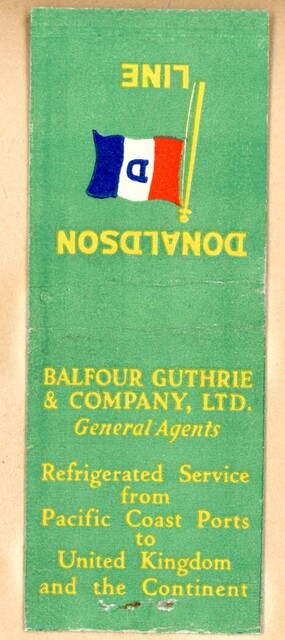 DONALDSON
D
LINE
BALFOUR GUTHRIE
& COMPANY, LTD.
General Agents
Refrigerated Service
from
Pacific Coast Ports
to
United Kingdom
and the Continent